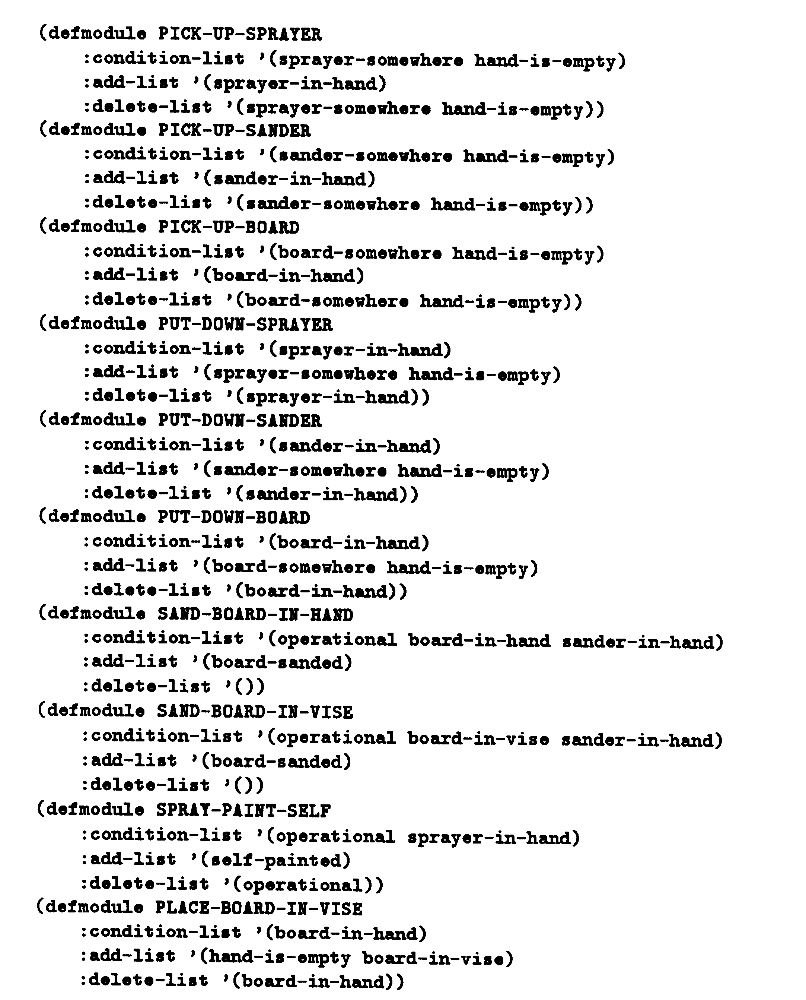 (defmodule PICK-UP-SPRAYER
:condition-list '(sprayer-somewhere hand-is-empty)
:add-list '(sprayer-in-hand)
:delete-list '(sprayer-somewhere hand-is-empty))
(defmodule PICK-UP-SANDER
:condition-list '(sander-somewhere hand-is-empty)
:add-list '(sander-in-hand)
:delete-list '(sander-somewhere hand-is-empty))
(defmodule PICK-UP-BOARD
:condition-list '(board-somewhere hand-is-empty)
:add-list '(board-in-hand)
:delete-list '(board-somewhere hand-is-empty))
(defmodule PUT-DOWN-SPRAYER
:condition-list '(sprayer-in-hand)
:add-list '(sprayer-somewhere hand-is-empty)
:delete-list '(sprayer-in-hand))
(defmodule PUT-DOWN-SANDER
:condition-list '(sander-in-hand)
:add-list '(sander-somewhere hand-is-empty)
:delete-list '(sander-in-hand))
(defmodule PUT-DOWN-BOARD
:condition-list '(board-in-hand)
:add-list '(board-somewhere hand-is-empty)
:delete-list '(board-in-hand))
(defmodule SAND-BOARD-IN-HAND
:condition-list '(operational board-in-hand sander-in-hand)
:add-list '(board-sanded)
:delete-list '())
(defmodule SAND-BOARD-IN-VISE
:condition-list '(operational board-in-vise sander-in-hand)
:add-list '(board-sanded)
:delete-list '())
(defmodule SPRAY-PAINT-SELF
:condition-list '(operational sprayer-in-hand)
:add-list '(self-painted)
:delete-list '(operational))
(defmodule PLACE-BOARD-IN-VISE
:condition-list '(board-in-hand)
:add-list '(hand-is-empty board-in-vise)
:delete-list '(board-in-hand))